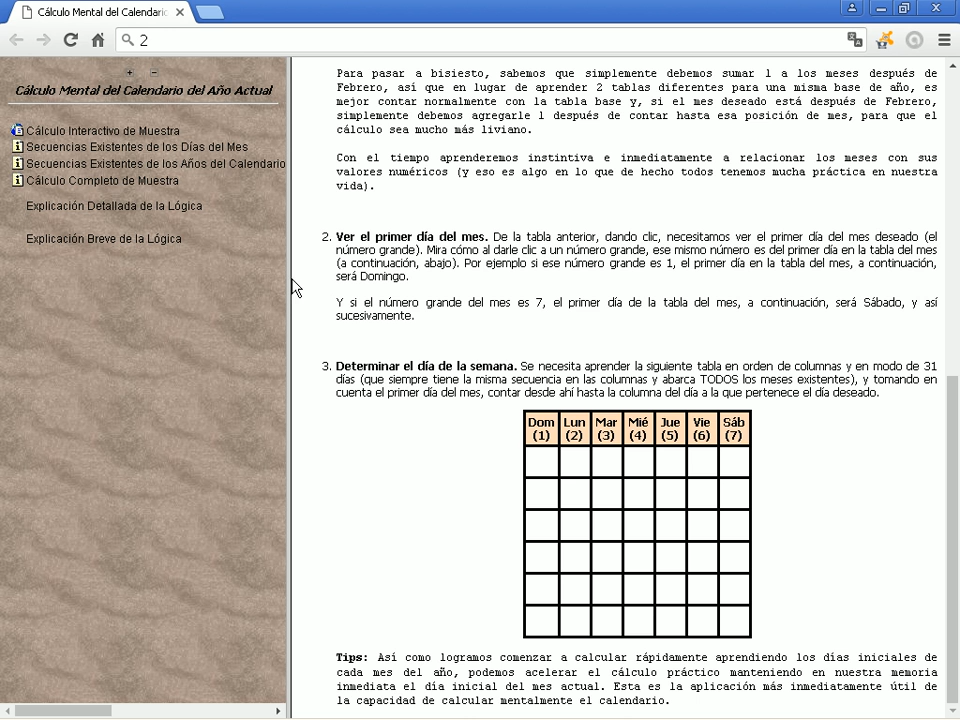 Cálculo Mental del Calendario
2
+ −
Cálculo Mental del Calendario del Año Actual
Cálculo Interactivo de Muestra
Secuencias Existentes de los Días del Mes
Secuencias Existentes de los Años del Calendario
Cálculo Completo de Muestra
Explicación Detallada de la Lógica
Explicación Breve de la Lógica
Para pasar a bisiesto, sabemos que simplemente debemos sumar 1 a los meses después de
Febrero, así que en lugar de aprender 2 tablas diferentes para una misma base de año, es
mejor contar normalmente con la tabla base y, si el mes deseado está después de Febrero,
simplemente debemos agregarle 1 después de contar hasta esa posición de mes, para que el
cálculo sea mucho más liviano.
Con el tiempo aprenderemos instintiva e inmediatamente a relacionar los meses con sus
valores numéricos (y eso es algo en lo que de hecho todos tenemos mucha práctica en nuestra
vida).
2. Ver el primer día del mes. De la tabla anterior, dando clic, necesitamos ver el primer día del mes deseado (el
número grande). Mira cómo al darle clic a un número grande, ese mismo número es del primer día en la tabla del mes
(a continuación, abajo). Por ejemplo si ese número grande es 1, el primer día en la tabla del mes, a continuación,
será Domingo.
Y si el número grande del mes es 7, el primer día de la tabla del mes, a continuación, será Sábado, y así
sucesivamente.
3. Determinar el día de la semana. Se necesita aprender la siguiente tabla en orden de columnas y en modo de 31
días (que siempre tiene la misma secuencia en las columnas y abarca TODOS los meses existentes), y tomando en
cuenta el primer día del mes, contar desde ahí hasta la columna del día a la que pertenece el día deseado.
Dom Lun Mar Mié Jue Vie Sáb
(1) (2) (3) (4) (5) (6) (7)
Tips: Así como logramos comenzar a calcular rápidamente aprendiendo los días iniciales de
cada mes del año, podemos acelerar el cálculo práctico manteniendo en nuestra memoria
inmediata el día inicial del mes actual. Esta es la aplicación más inmediatamente útil de
la capacidad de calcular mentalmente el calendario.